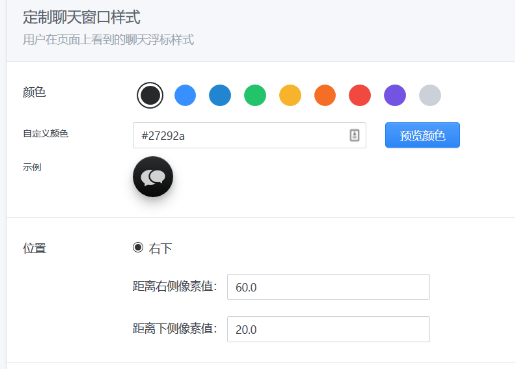 定制聊天窗口样式
用户在页面上看到的聊天浮标样式
颜色
自定义颜色 #27292a 预览颜色
示例
位置 右下
距离右侧像素值: 60.0
距离下侧像素值: 20.0